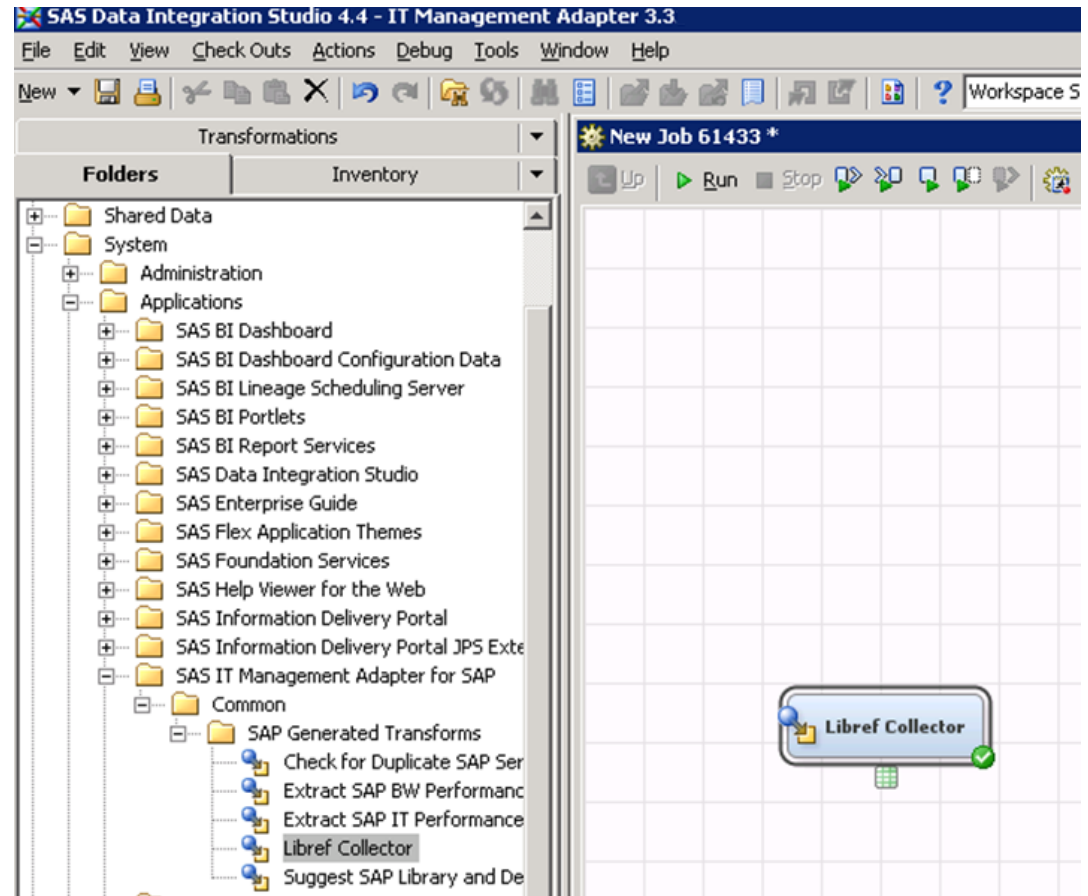 SAS Data Integration Studio 4.4 - IT Management Adapter 3.3
File Edit View Check Outs Actions Debug Tools Window Help
New Workspace S
Transformations
New Job 61433 *
Folders Inventory
Up Run Stop
Shared Data
System
Administration
Applications
SAS BI Dashboard
SAS BI Dashboard Configuration Data
SAS BI Lineage Scheduling Server
SAS BI Portlets
SAS BI Report Services
SAS Data Integration Studio
SAS Enterprise Guide
SAS Flex Application Themes
SAS Foundation Services
SAS Help Viewer for the Web
SAS Information Delivery Portal
SAS Information Delivery Portal JPS Exte
SAS IT Management Adapter for SAP
Common
SAP Generated Transforms
Check for Duplicate SAP Ser
Extract SAP BW Performanc
Extract SAP IT Performance
Libref Collector
Suggest SAP Library and De
Libref Collector